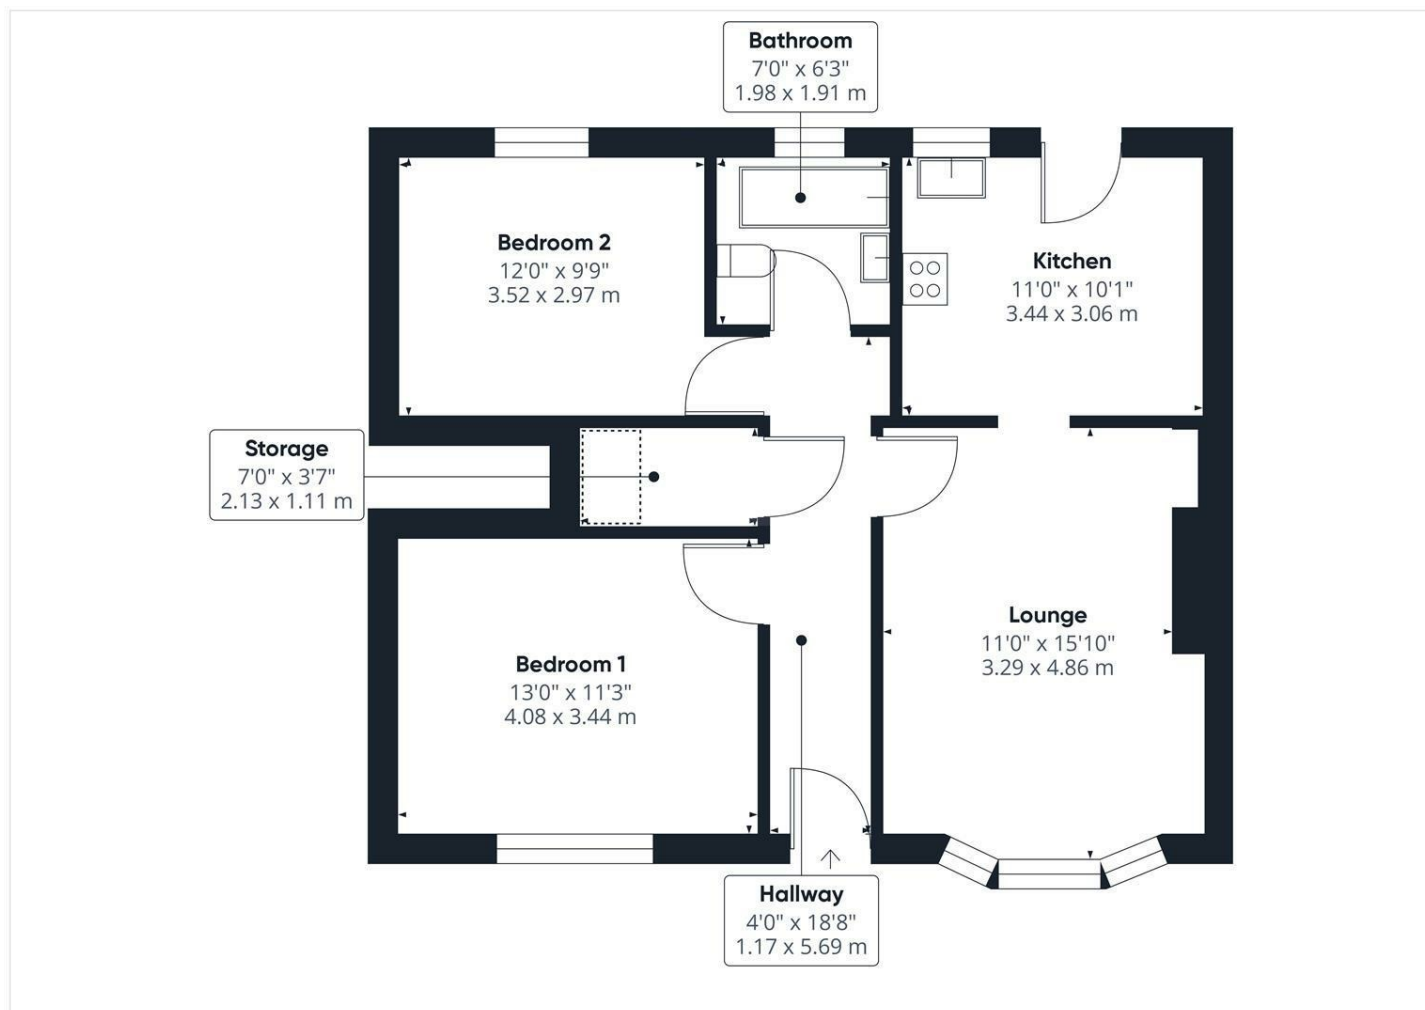 Bathroom
7'0" x 6'3"
1.98 x 1.91 m
Bedroom 2
12'0" x 9'9"
3.52 x 2.97 m
Kitchen
11'0" x 10'1"
3.44 x 3.06 m
Storage
7'0" x 3'7"
2.13 x 1.11 m
Lounge
11'0" x 15'10"
3.29 x 4.86 m
Bedroom 1
13'0" x 11'3"
4.08 x 3.44 m
Hallway
4'0" x 18'8"
1.17 x 5.69 m